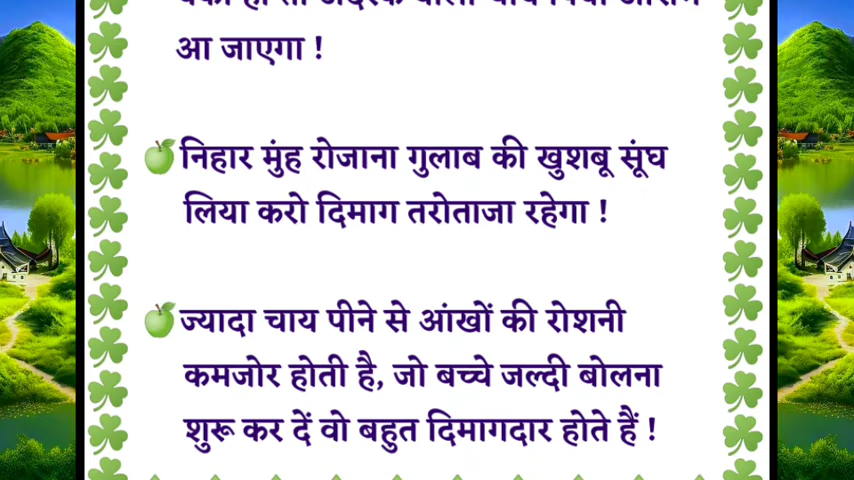 आ जाएगा !
निहार मुंह रोजाना गुलाब की खुशबू सूंघ
लिया करो दिमाग तरोताजा रहेगा !
ज्यादा चाय पीने से आंखों की रोशनी
कमजोर होती है, जो बच्चे जल्दी बोलना
शुरू कर दें वो बहुत दिमागदार होते हैं !